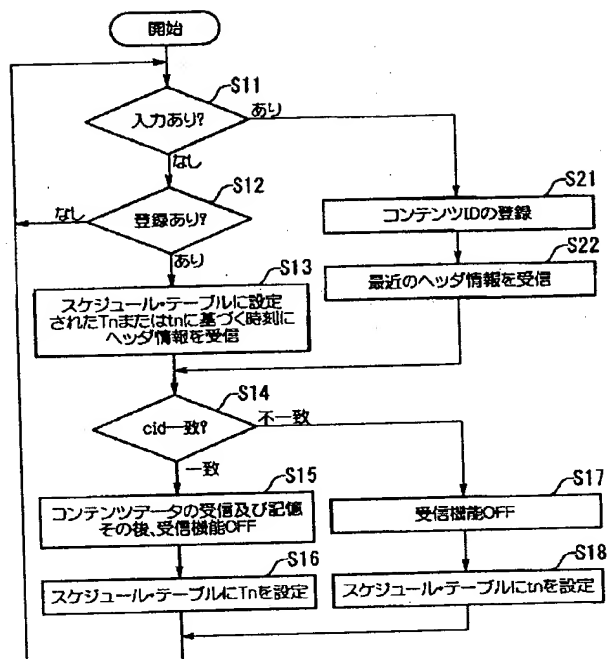 開始
S11
入力あり?
あり
なし
S12
登録あり?
なし
あり
S21
コンテンツIDの登録
S22
最近のヘッダ情報を受信
S13
スケジュール・テーブルに設定
されたTnまたはtnに基づく時刻に
ヘッダ情報を受信
S14
cid一致?
不一致
一致
S15
コンテンツデータの受信及び記憶
その後、受信機能OFF
S17
受信機能OFF
S16
スケジュール・テーブルにTnを設定
S18
スケジュール・テーブルにtnを設定